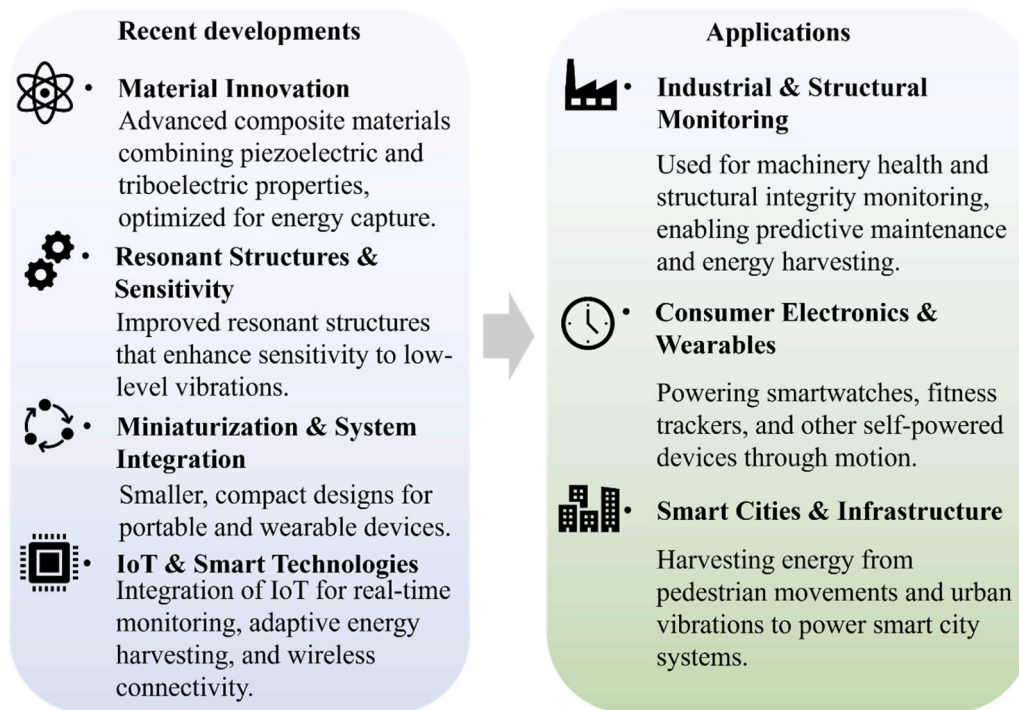 Recent developments
• Material Innovation
Advanced composite materials
combining piezoelectric and
triboelectric properties,
optimized for energy capture.
• Resonant Structures &
Sensitivity
Improved resonant structures
that enhance sensitivity to low-
level vibrations.
• Miniaturization & System
Integration
Smaller, compact designs for
portable and wearable devices.
• IoT & Smart Technologies
Integration of IoT for real-time
monitoring, adaptive energy
harvesting, and wireless
connectivity.
Applications
• Industrial & Structural
Monitoring
Used for machinery health and
structural integrity monitoring,
enabling predictive maintenance
and energy harvesting.
• Consumer Electronics &
Wearables
Powering smartwatches, fitness
trackers, and other self-powered
devices through motion.
• Smart Cities & Infrastructure
Harvesting energy from
pedestrian movements and urban
vibrations to power smart city
systems.